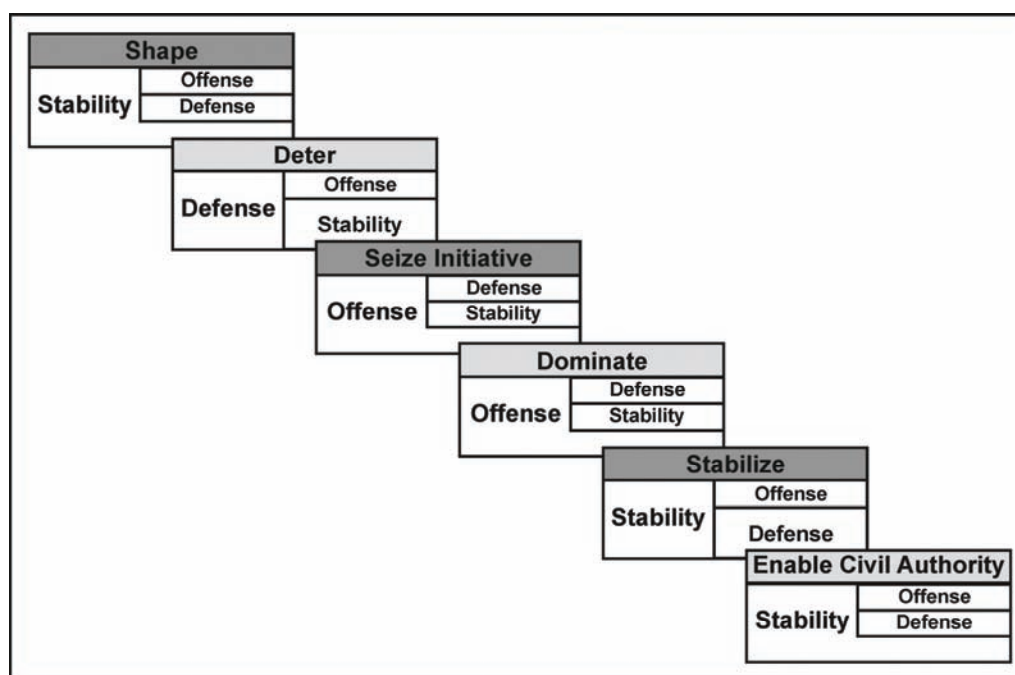 Shape
Stability
Offense
Defense
Deter
Defense
Offense
Stability
Seize Initiative
Offense
Defense
Stability
Dominate
Offense
Defense
Stability
Stabilize
Stability
Offense
Defense
Enable Civil Authority
Stability
Offense
Defense